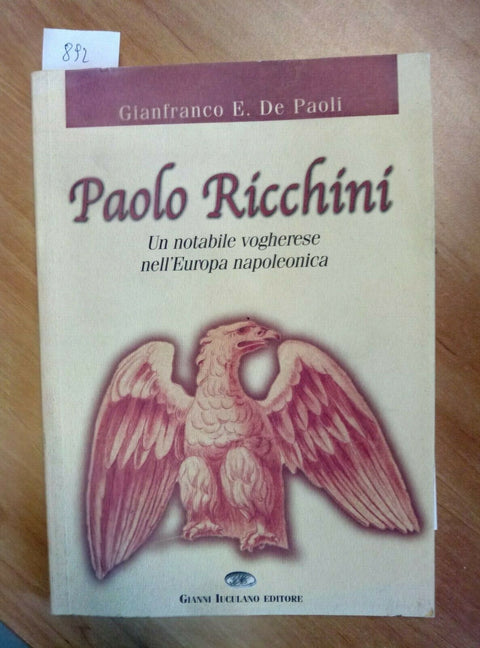 892
Gianfranco E. De Paoli
Paolo Ricchini
Un notabile vogherese
nell'Europa napoleonica
GIANNI IUCULANO EDITORE